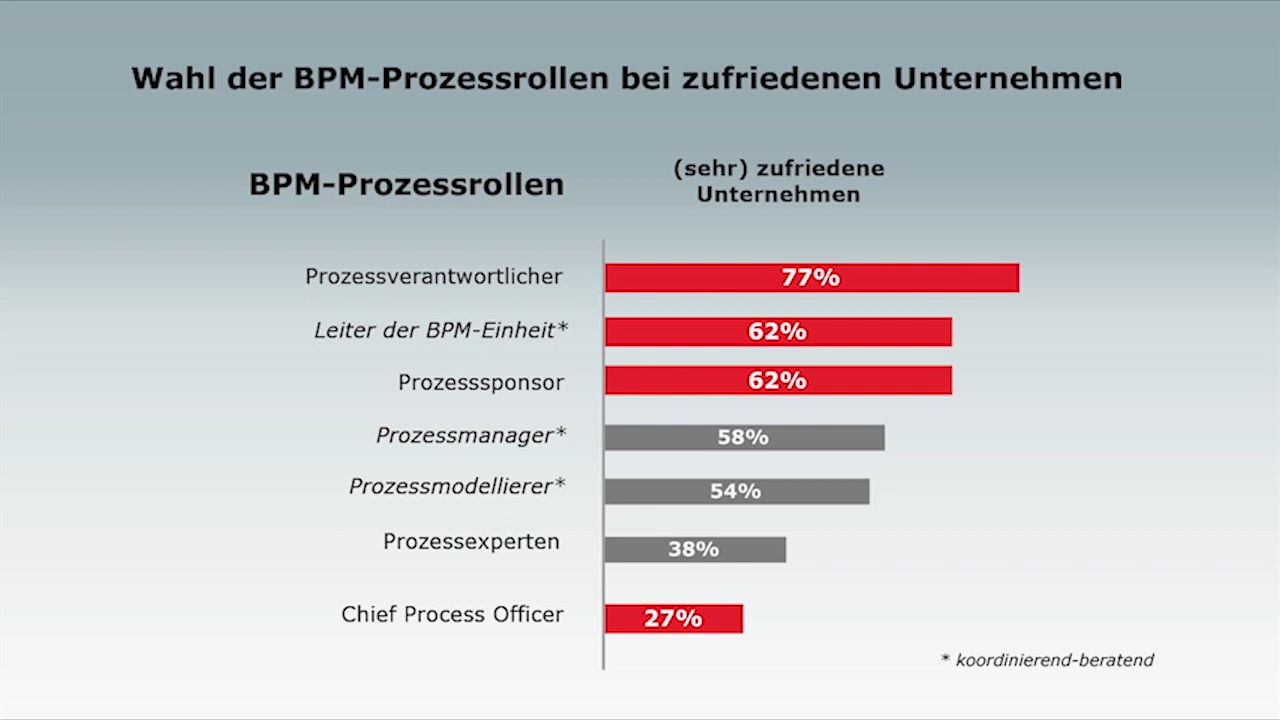 Wahl der BPM-Prozessrollen bei zufriedenen Unternehmen
BPM-Prozessrollen
(sehr) zufriedene
Unternehmen
Prozessverantwortlicher
77%
Leiter der BPM-Einheit*
62%
Prozesssponsor
62%
Prozessmanager*
58%
Prozessmodellierer*
54%
Prozessexperten
38%
Chief Process Officer
27%
* koordinierend-beratend